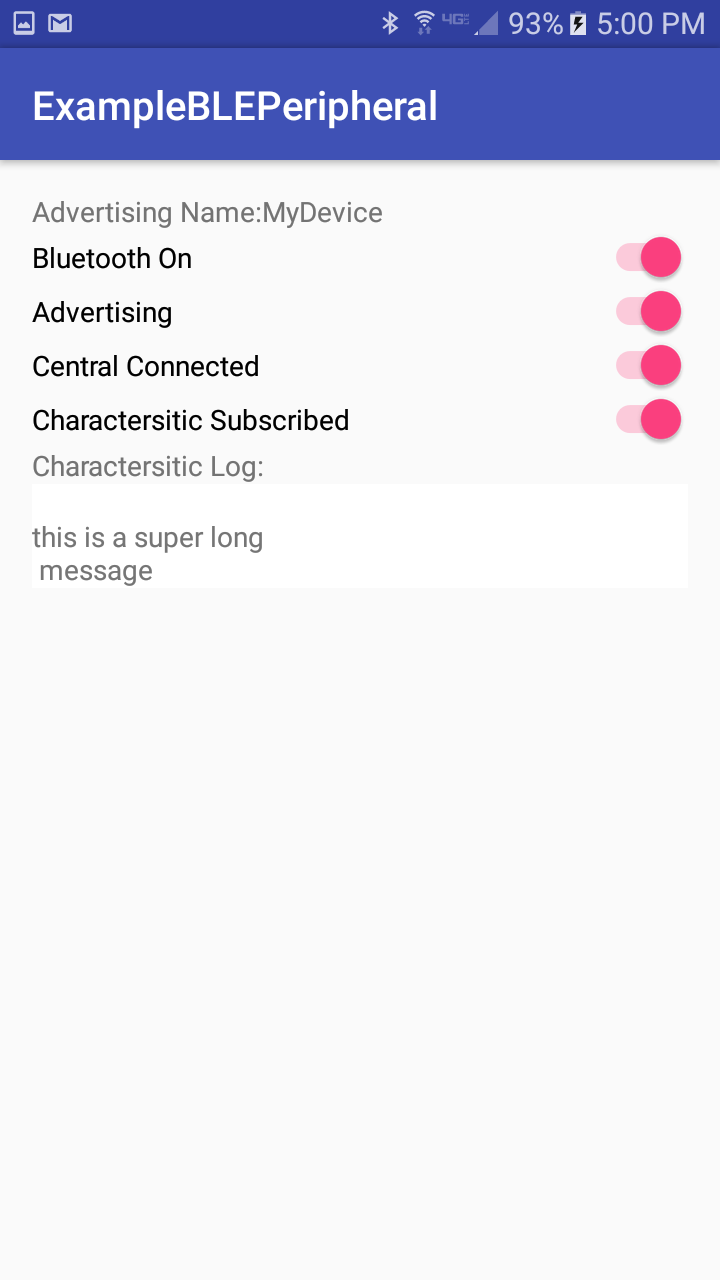 4G 93% 5:00 PM
ExampleBLEPeripheral
Advertising Name:MyDevice
Bluetooth On
Advertising
Central Connected
Charactersitic Subscribed
Charactersitic Log:
this is a super long
message